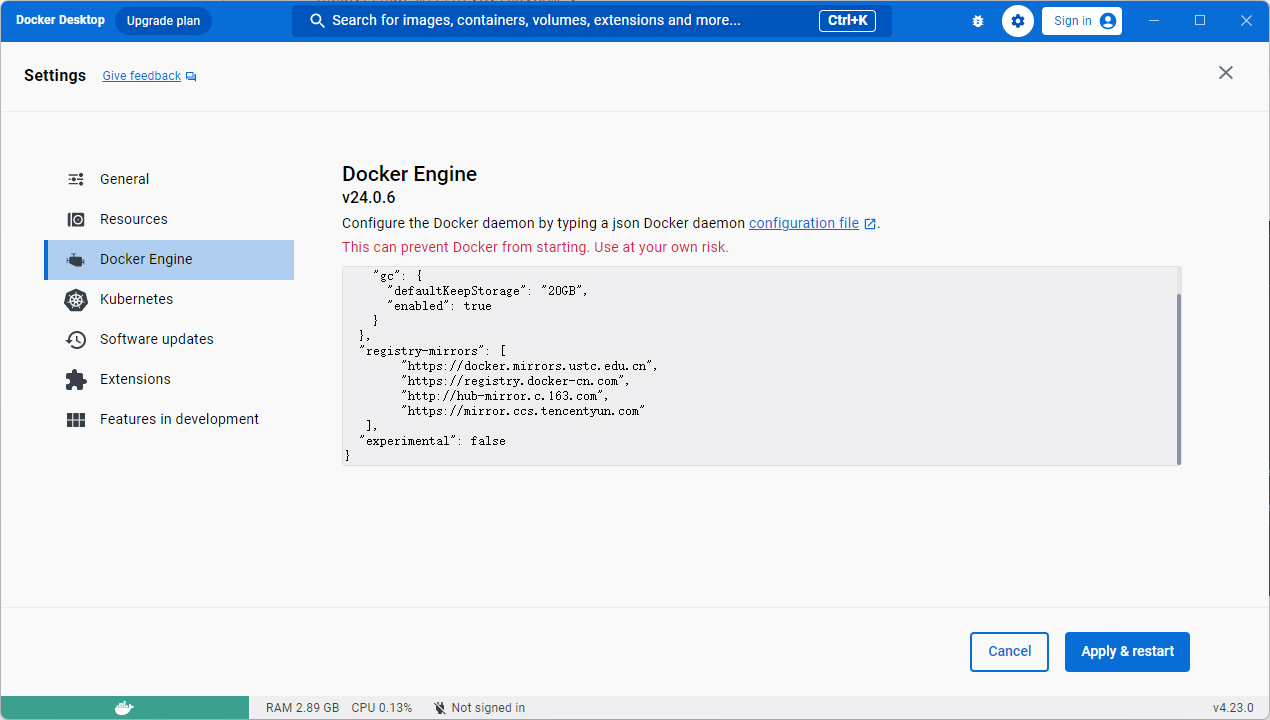 Docker Desktop
Upgrade plan
Search for images, containers, volumes, extensions and more...
Ctrl+K
Sign in
Settings
Give feedback
General
Resources
Docker Engine
Kubernetes
Software updates
Extensions
Features in development
Docker Engine
v24.0.6
Configure the Docker daemon by typing a json Docker daemon configuration file.
This can prevent Docker from starting. Use at your own risk.
"gc": {
"defaultKeepStorage": "20GB",
"enabled": true
}
},
"registry-mirrors": [
"https://docker.mirrors.ustc.edu.cn",
"https://registry.docker-cn.com",
"http://hub-mirror.c.163.com",
"https://mirror.ccs.tencentyun.com"
],
"experimental": false
}
Cancel
Apply & restart
RAM 2.89 GB
CPU 0.13%
Not signed in
v4.23.0